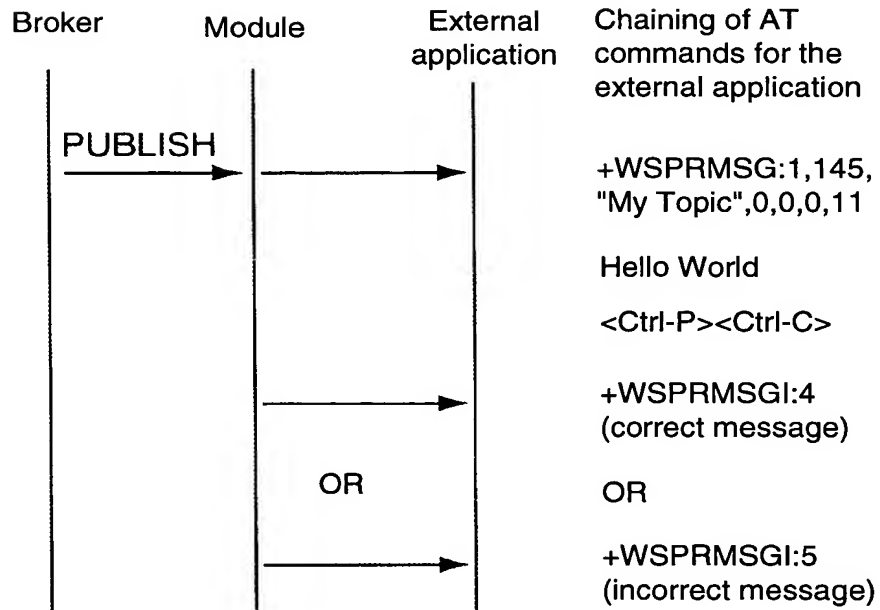 Broker
Module
External
application
Chaining of AT
commands for the
external application
PUBLISH
+WSPRMSG:1,145,
"My Topic",0,0,0,11
Hello World
<Ctrl-P><Ctrl-C>
+WSPRMSGI:4
(correct message)
OR
OR
+WSPRMSGI:5
(incorrect message)